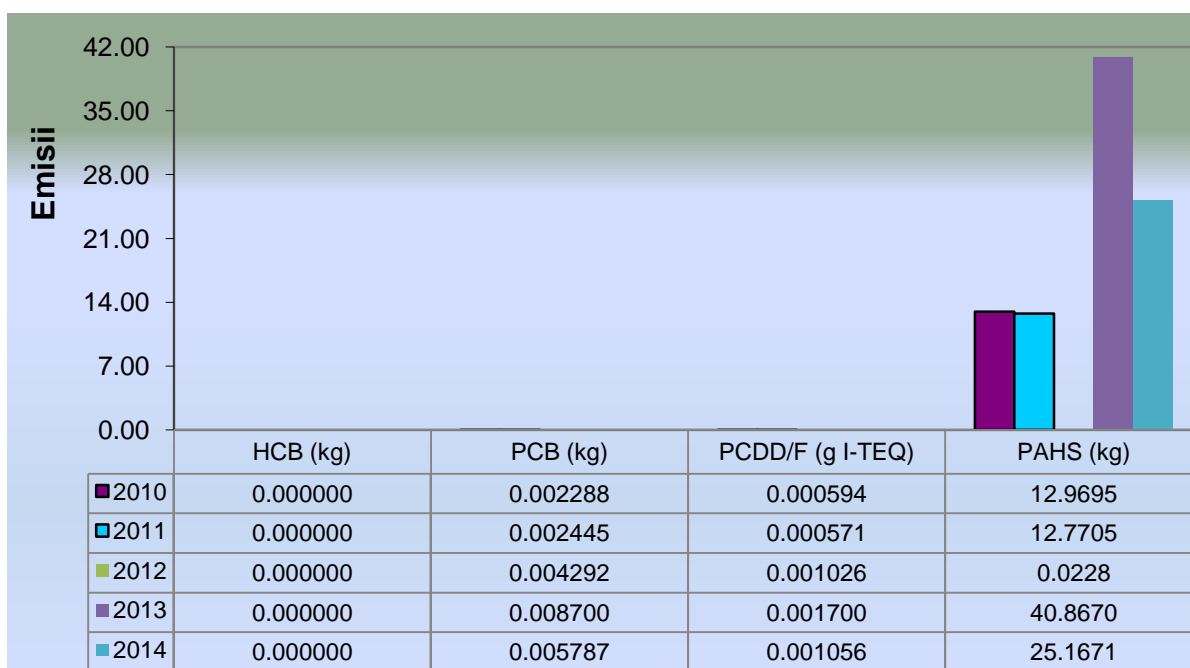 Emisii
42.00
35.00
28.00
21.00
14.00
7.00
0.00
HCB (kg) PCB (kg) PCDD/F (g I-TEQ) PAHS (kg)
2010 0.000000 0.002288 0.000594 12.9695
2011 0.000000 0.002445 0.000571 12.7705
2012 0.000000 0.004292 0.001026 0.0228
2013 0.000000 0.008700 0.001700 40.8670
2014 0.000000 0.005787 0.001056 25.1671